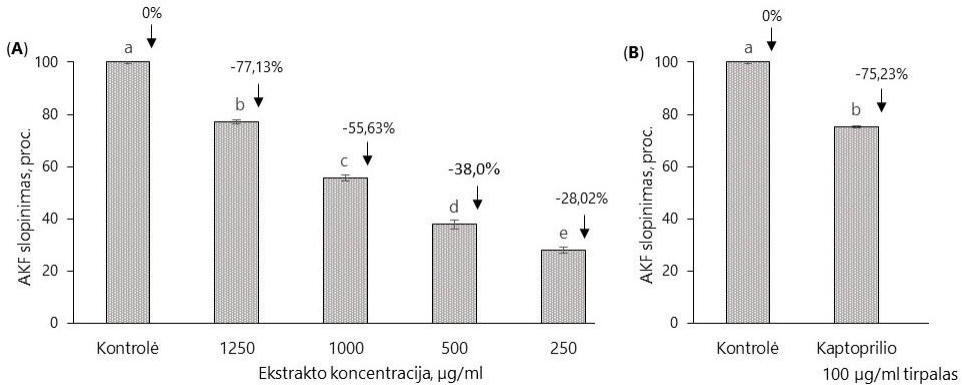 (A)
0%
a
-77,13%
b
-55,63%
c
-38,0%
d
-28,02%
e
AKF slopinimas, proc.
100
80
60
40
20
0
Kontrolė 1250 1000 500 250
Ekstrakto koncentracija, µg/ml
(B)
0%
a
-75,23%
b
AKF slopinimas, proc.
100
80
60
40
20
0
Kontrolė Kaptoprilio
100 µg/ml tirpalas